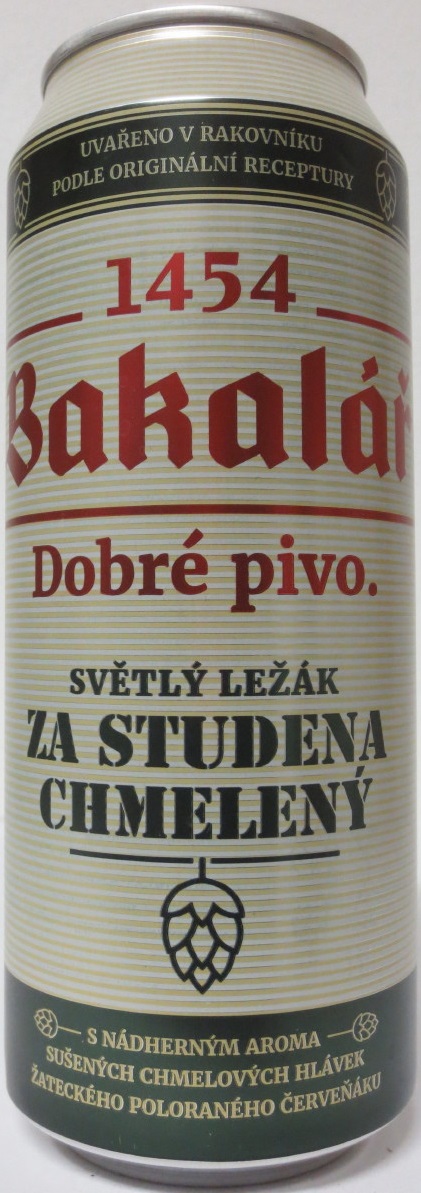 UVAŘENO V RAKOVNÍKU
PODLE ORIGINÁLNÍ RECEPTURY
1454
Bakalář
Dobré pivo.
SVĚTLÝ LEŽÁK
ZA STUDENA
CHMELENÝ
S NÁDHERNÝM AROMA
SUŠENÝCH CHMELOVÝCH HLÁVEK
ŽATECKÉHO POLORANÉHO ČERVEŇÁKU